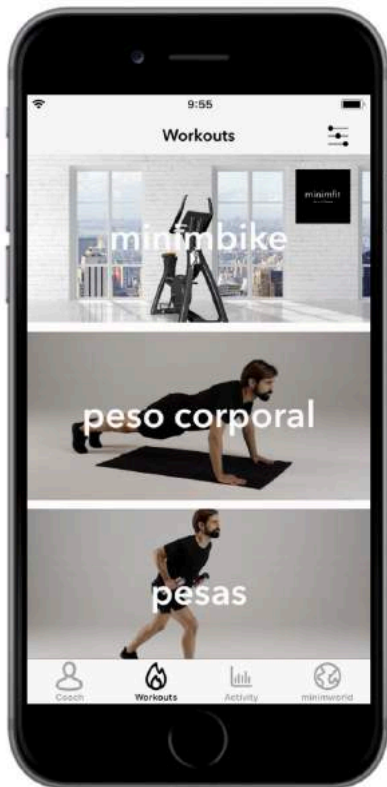 9:55
Workouts
minimbike
minimfit
peso corporal
pesas
Coach
Workouts
Activity
minimworld